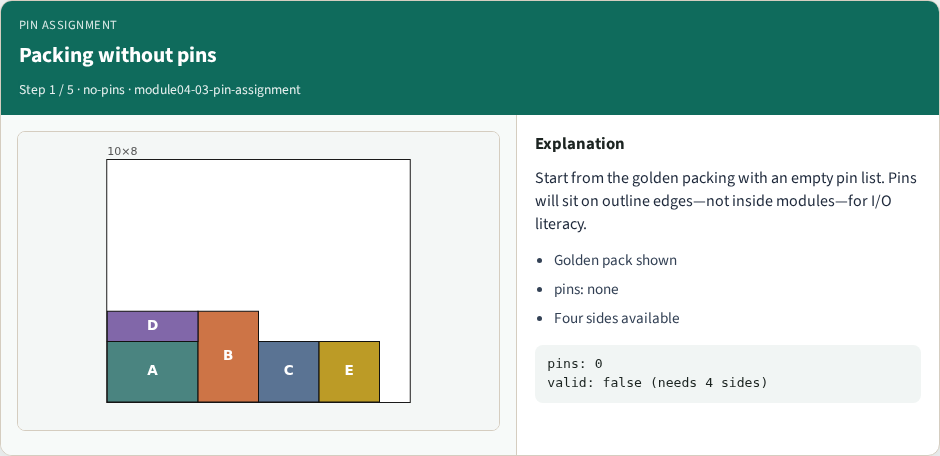 PIN ASSIGNMENT
Packing without pins
Step 1 / 5 · no-pins · module04-03-pin-assignment
10×8
D
A
B
C
E
Explanation
Start from the golden packing with an empty pin list. Pins
will sit on outline edges—not inside modules—for I/O
literacy.
• Golden pack shown
• pins: none
• Four sides available
pins: 0
valid: false (needs 4 sides)